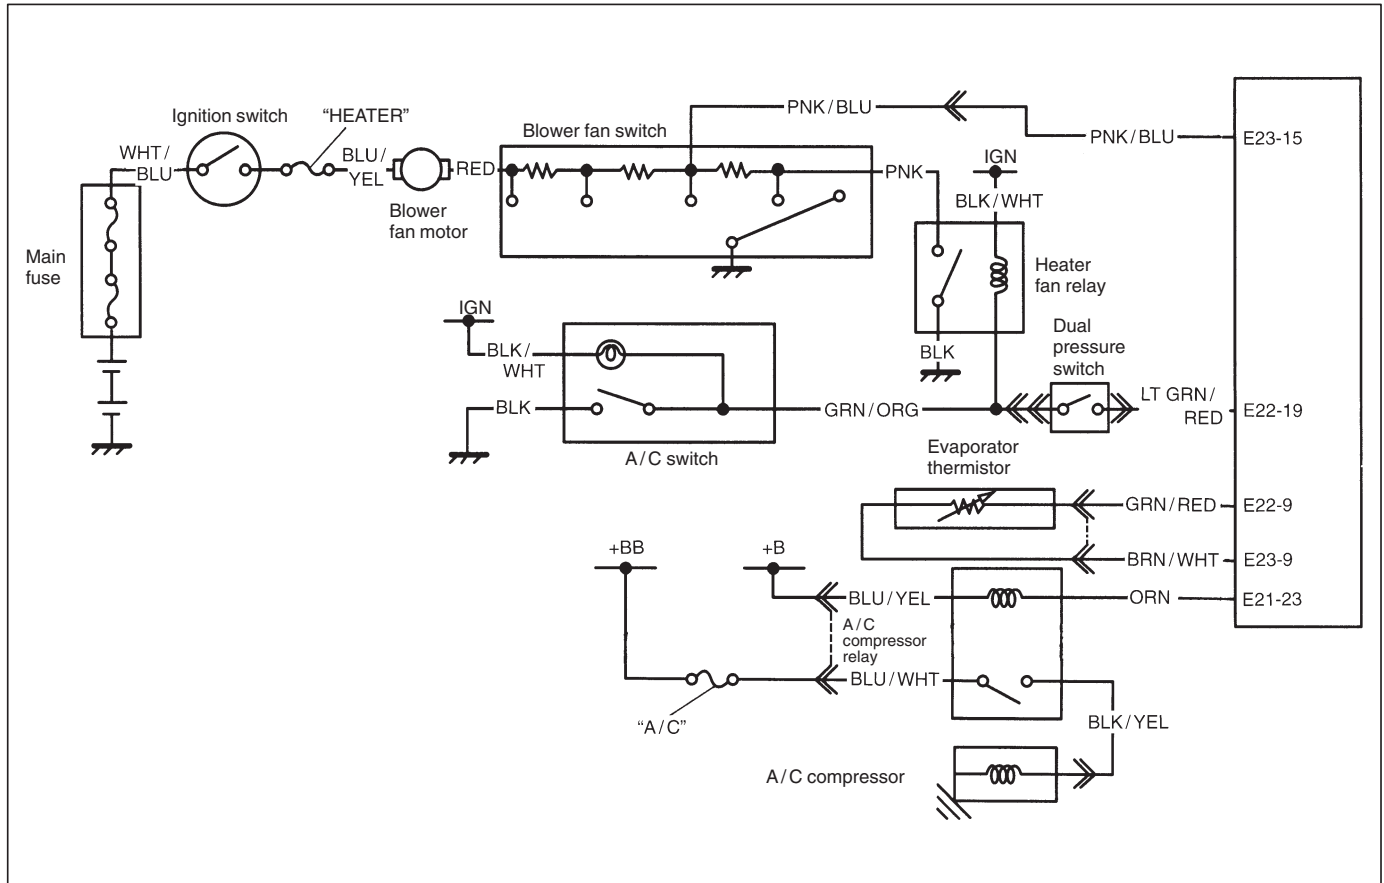 Ignition switch
“HEATER”
Blower fan switch
PNK/BLU
PNK/BLU
E23-15
WHT/
BLU
BLU/
YEL
RED
PNK
IGN
BLK/WHT
Blower
fan motor
Main
fuse
Heater
fan relay
IGN
BLK/
WHT
BLK
Dual
pressure
switch
BLK
GRN/ORG
LT GRN/
RED
E22-19
A/C switch
Evaporator
thermistor
GRN/RED
E22-9
+BB
+B
BRN/WHT
E23-9
BLU/YEL
ORN
E21-23
A/C
compressor
relay
BLU/WHT
“A/C”
BLK/YEL
A/C compressor